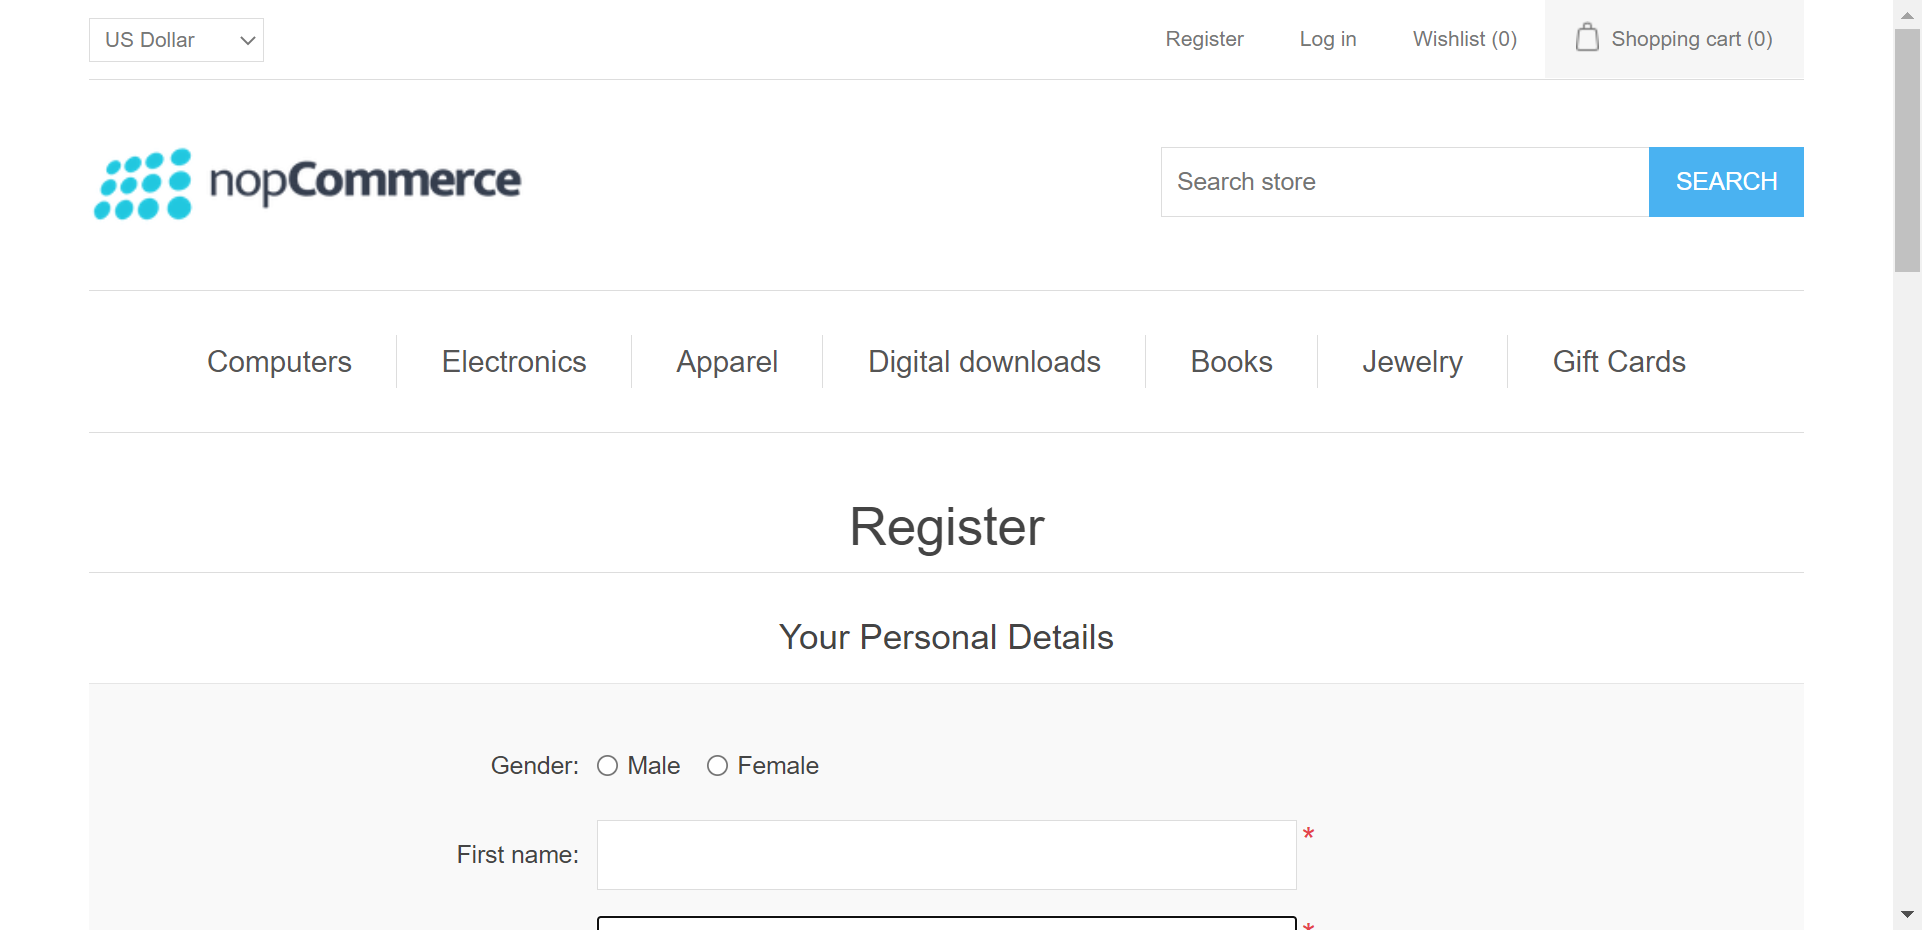 US Dollar
Register
Log in
Wishlist (0)
Shopping cart (0)
nopCommerce
Search store
SEARCH
Computers
Electronics
Apparel
Digital downloads
Books
Jewelry
Gift Cards
Register
Your Personal Details
Gender:
Male
Female
First name:
*
*